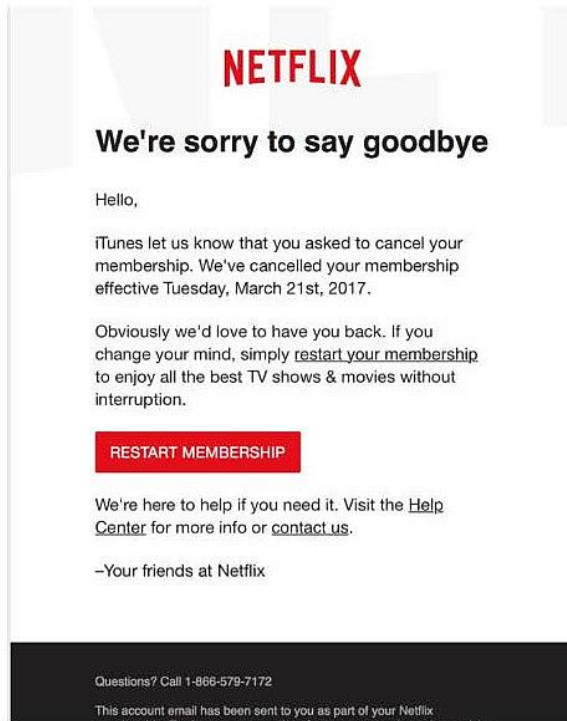 NETFLIX
We're sorry to say goodbye
Hello,
iTunes let us know that you asked to cancel your
membership. We've cancelled your membership
effective Tuesday, March 21st, 2017.
Obviously we'd love to have you back. If you
change your mind, simply restart your membership
to enjoy all the best TV shows & movies without
interruption.
RESTART MEMBERSHIP
We're here to help if you need it. Visit the Help
Center for more info or contact us.
–Your friends at Netflix
Questions? Call 1-866-579-7172
This account email has been sent to you as part of your Netflix